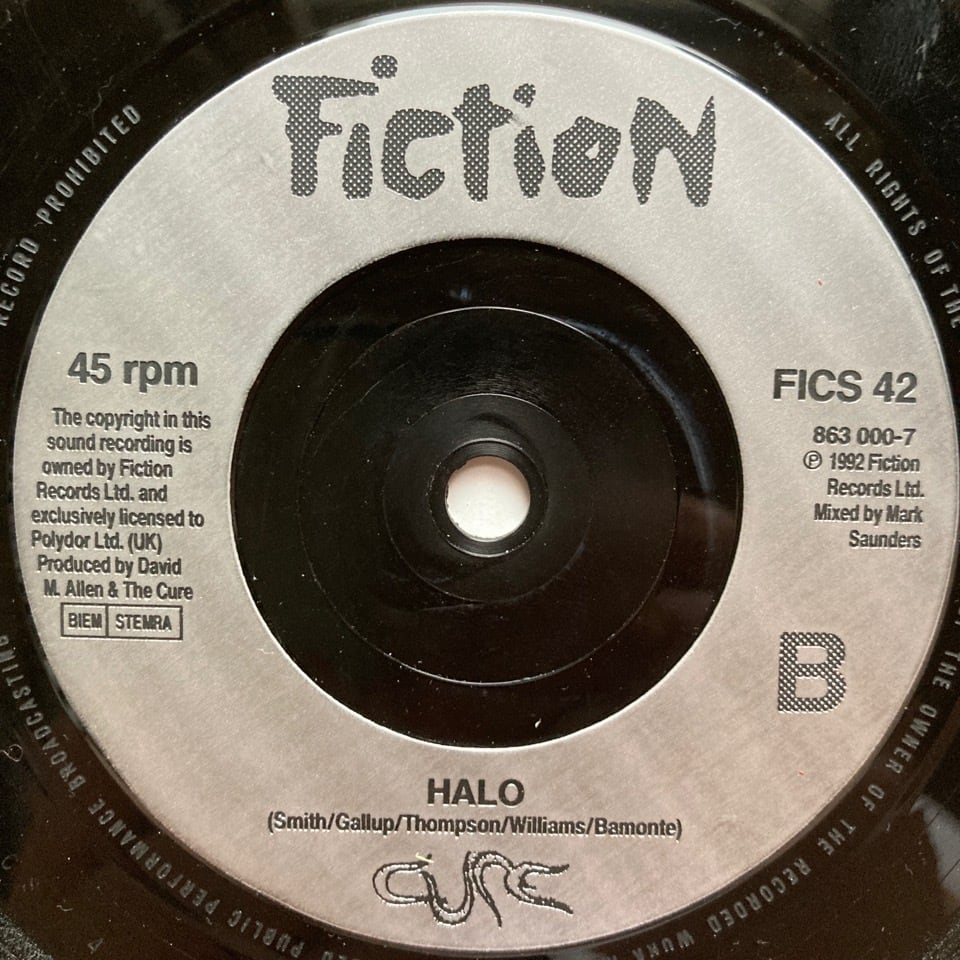 Fiction
45 rpm
The copyright in this
sound recording is
owned by Fiction
Records Ltd. and
exclusively licensed to
Polydor Ltd. (UK)
Produced by David
M. Allen & The Cure
BIEM STEMRA
FICS 42
863 000-7
℗ 1992 Fiction
Records Ltd.
Mixed by Mark
Saunders
B
HALO
(Smith/Gallup/Thompson/Williams/Bamonte)
CURE
ALL RIGHTS OF THE
THE OWNER OF THE RECORDED WORK
PUBLIC PERFORMANCE BROADCASTING
RECORD PROHIBITED